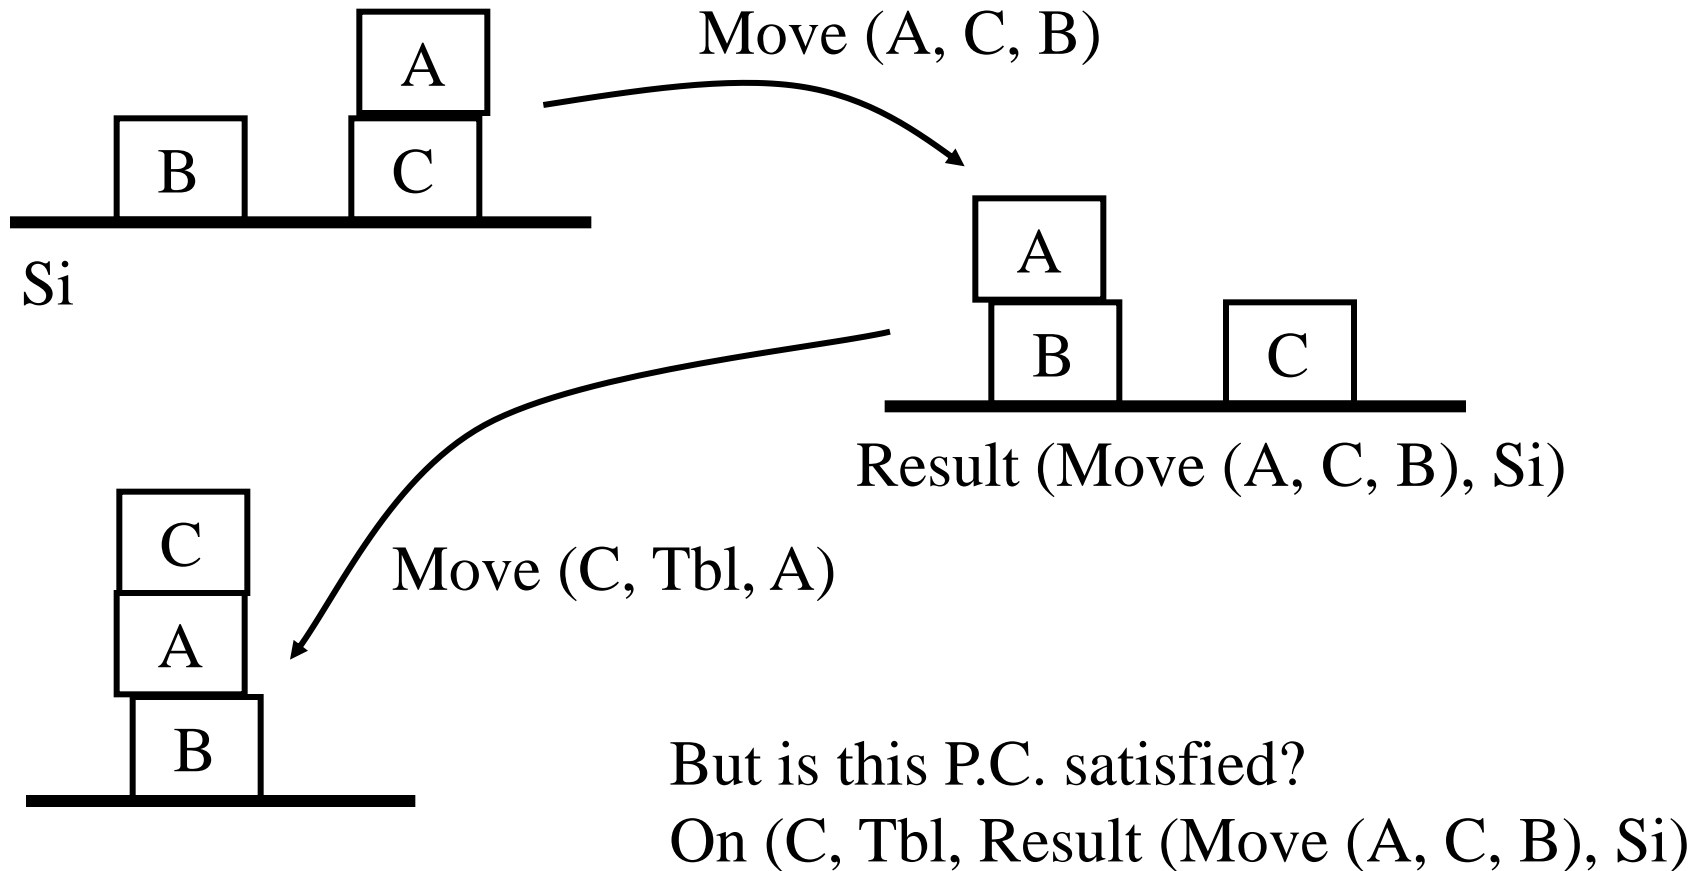 A
Move (A, C, B)
B
C
Si
A
B
C
Result (Move (A, C, B), Si)
C
Move (C, Tbl, A)
A
B
But is this P.C. satisfied?
On (C, Tbl, Result (Move (A, C, B), Si)